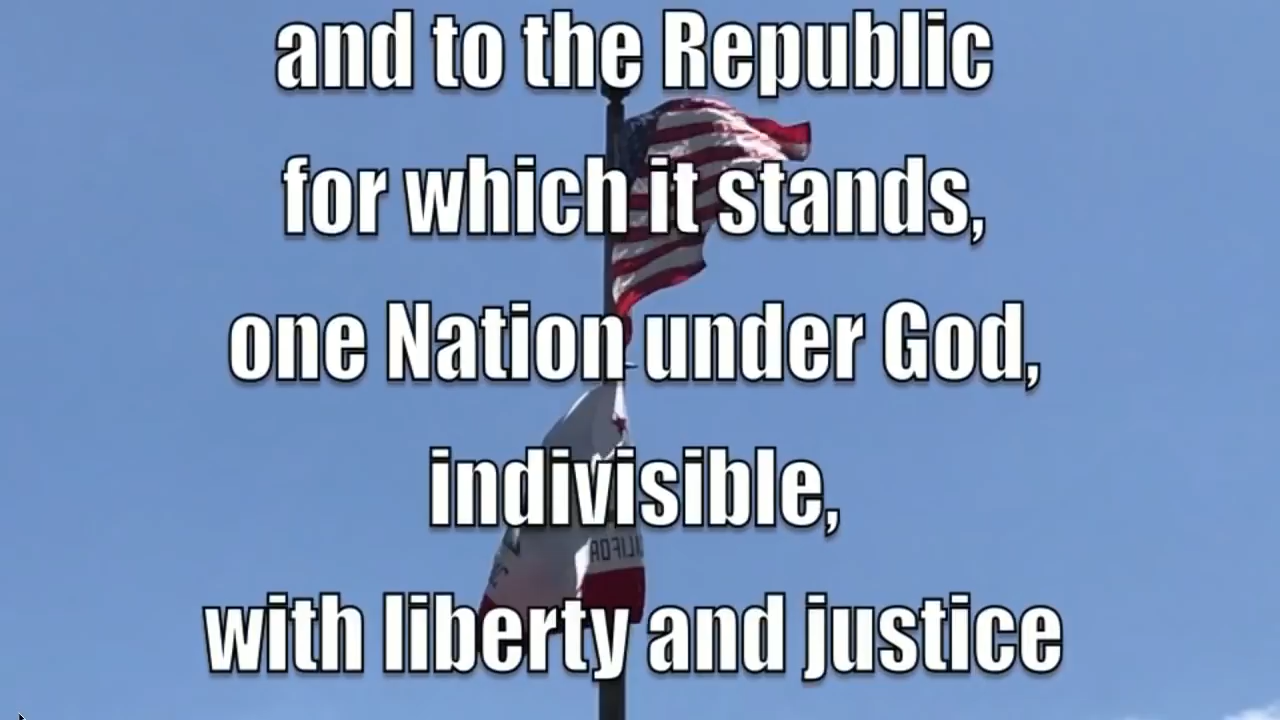 and to the Republic
for which it stands,
one Nation under God,
indivisible,
with liberty and justice